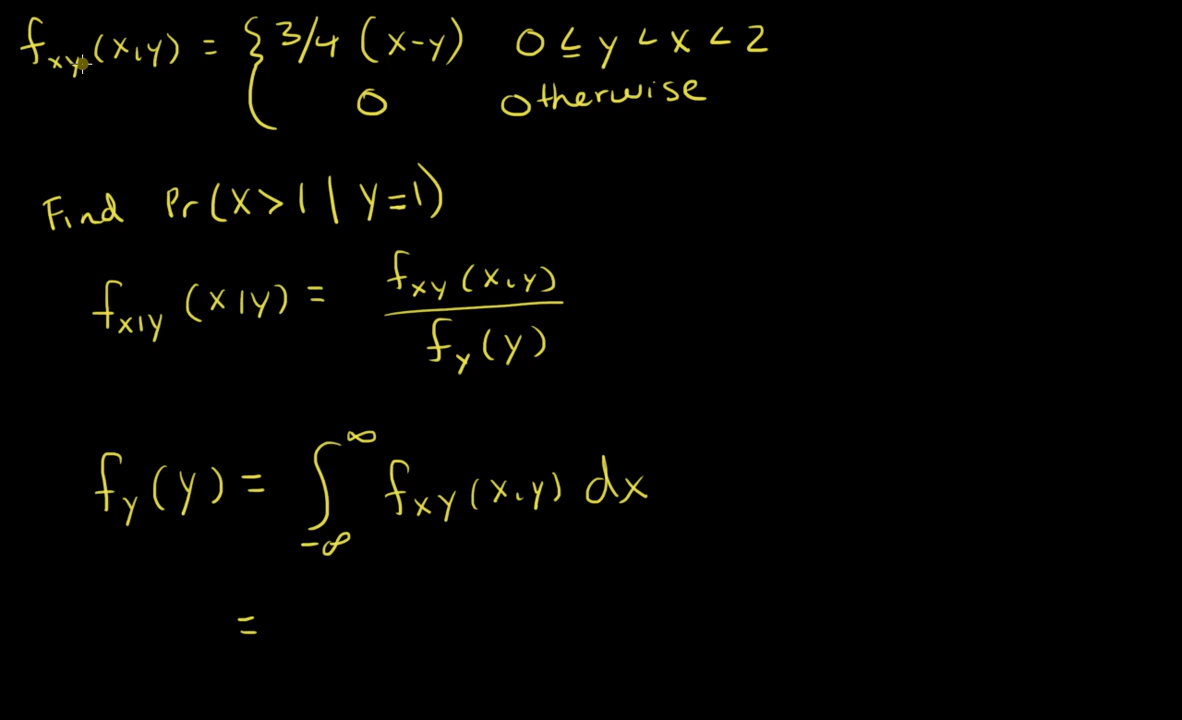 f_xy(x,y) = { 3/4 (x-y) 0 ≤ y < x < 2
0 otherwise
Find Pr(X>1 | Y=1)
f_x|y (x|y) = f_xy(x,y) / f_y(y)
f_y(y) = ∫_-∞^∞ f_xy(x,y) dx
=